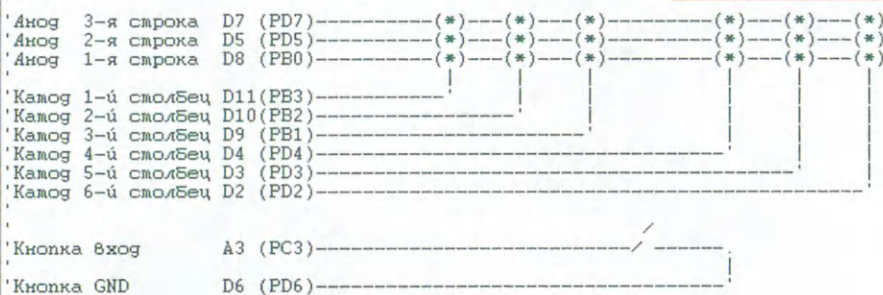 'Анод 3-я строка D7 (PD7)---------------(*)---(*)---(*)-----------(*)---(*)---(*)
'Анод 2-я строка D5 (PD5)---------------(*)---(*)---(*)-----------(*)---(*)---(*)
'Анод 1-я строка D8 (PB0)---------------(*)---(*)---(*)-----------(*)---(*)---(*)
'Катод 1-й столбец D11(PB3)
'Катод 2-й столбец D10(PB2)
'Катод 3-й столбец D9 (PB1)
'Катод 4-й столбец D4 (PD4)
'Катод 5-й столбец D3 (PD3)
'Катод 6-й столбец D2 (PD2)
'Кнопка вход A3 (PC3)
'Кнопка GND D6 (PD6)